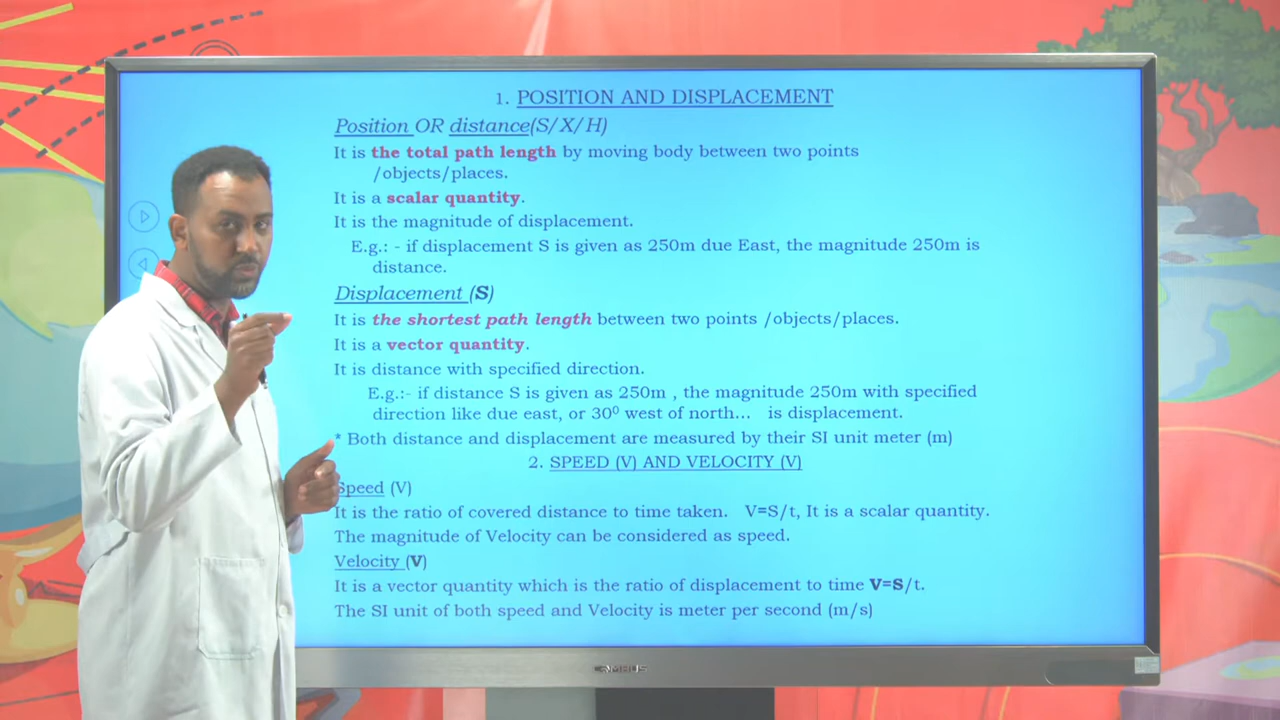 1. POSITION AND DISPLACEMENT
Position OR distance(S/X/H)
It is the total path length by moving body between two points
/objects/places.
It is a scalar quantity.
It is the magnitude of displacement.
E.g.: - if displacement S is given as 250m due East, the magnitude 250m is
distance.
Displacement (S)
It is the shortest path length between two points /objects/places.
It is a vector quantity.
It is distance with specified direction.
E.g.:- if distance S is given as 250m , the magnitude 250m with specified
direction like due east, or 30⁰ west of north... is displacement.
* Both distance and displacement are measured by their SI unit meter (m)
2. SPEED (V) AND VELOCITY (V)
Speed (V)
It is the ratio of covered distance to time taken. V=S/t, It is a scalar quantity.
The magnitude of Velocity can be considered as speed.
Velocity (V)
It is a vector quantity which is the ratio of displacement to time V=S/t.
The SI unit of both speed and Velocity is meter per second (m/s)